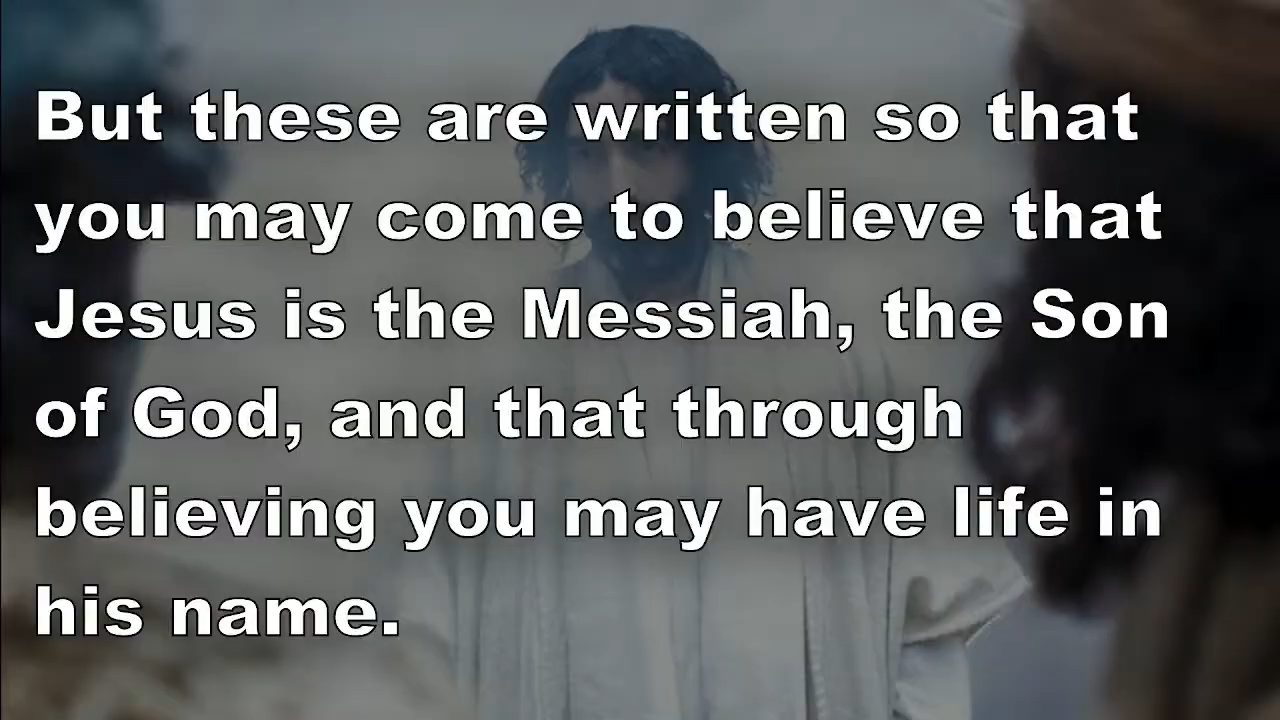 But these are written so that
you may come to believe that
Jesus is the Messiah, the Son
of God, and that through
believing you may have life in
his name.